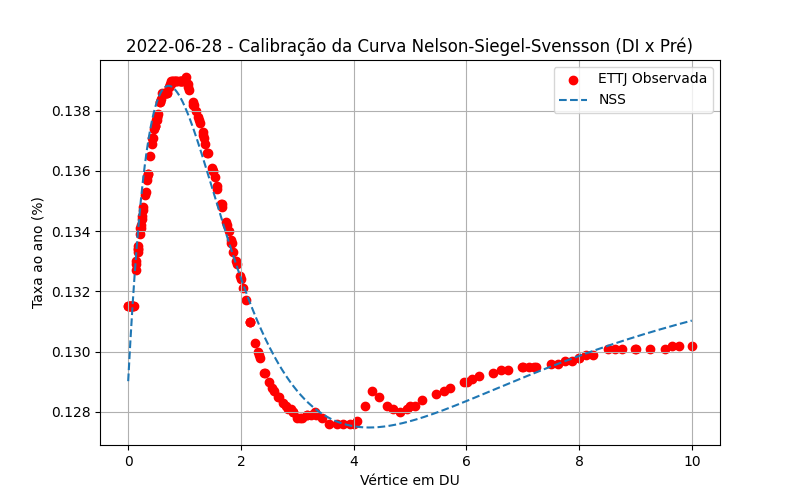 2022-06-28 - Calibração da Curva Nelson-Siegel-Svensson (DI x Pré)
ETTJ Observada
NSS
Taxa ao ano (%)
0.138
0.136
0.134
0.132
0.130
0.128
0
2
4
6
8
10
Vértice em DU